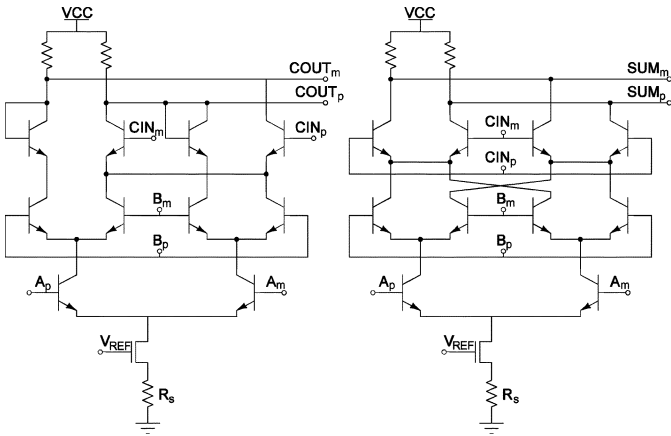 VCC
COUTm
COUTp
CINm
CINp
Bm
Bp
Ap
Am
VREF
Rs
VCC
SUMm
SUMp
CINm
CINp
Bm
Bp
Ap
Am
VREF
Rs